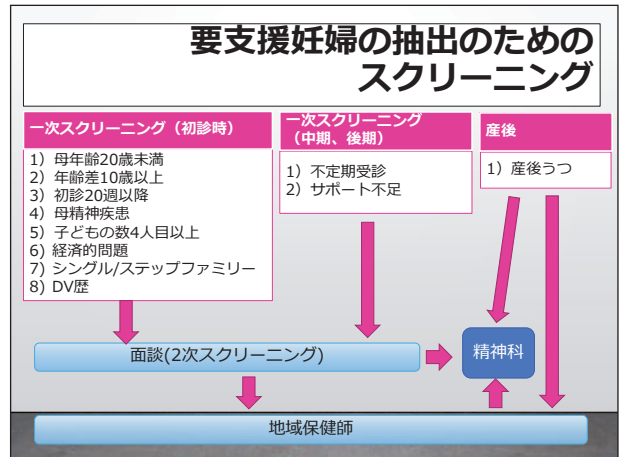 要支援妊婦の抽出のための
スクリーニング
一次スクリーニング（初診時）
1）母年齢20歳未満
2）年齢差10歳以上
3）初診20週以降
4）母精神疾患
5）子どもの数4人目以上
6）経済的問題
7）シングル/ステップファミリー
8）DV歴
一次スクリーニング
（中期、後期）
1）不定期受診
2）サポート不足
産後
1）産後うつ
面談(2次スクリーニング)
精神科
地域保健師